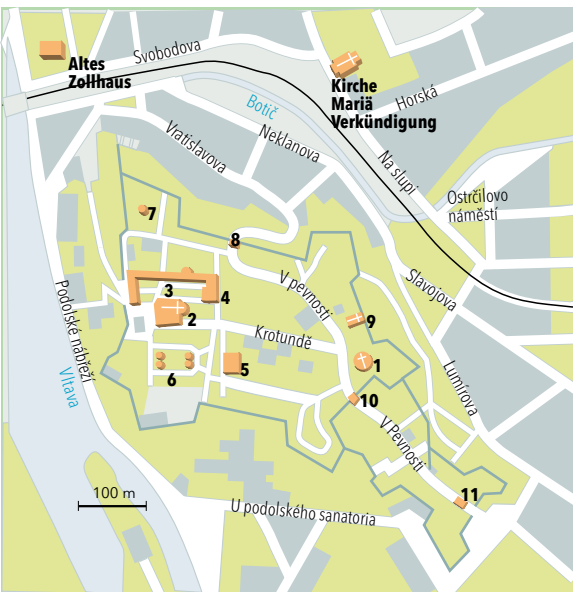 Altes
Zollhaus
Svobodova
Kirche
Mariä
Verkündigung
Horská
Botič
Neklanova
Vratislavova
Na slupi
Ostrčilovo
náměstí
7
8
V pevnosti
Slavojova
3
4
2
9
Podolské nábřeží
Krotundě
Vltava
5
1
6
Lumírova
10
V Pevnosti
100 m
11
U podolského sanatoria